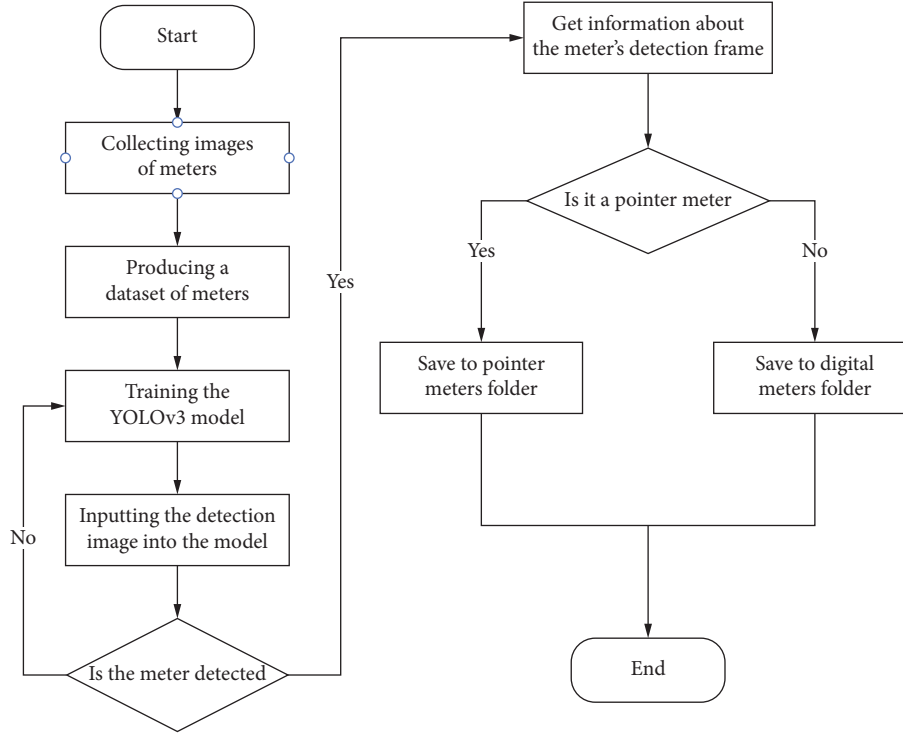 Start
Collecting images
of meters
Producing a
dataset of meters
Training the
YOLOv3 model
Inputting the detection
image into the model
Is the meter detected
No
Yes
Get information about
the meter's detection frame
Is it a pointer meter
Yes
No
Save to pointer
meters folder
Save to digital
meters folder
End